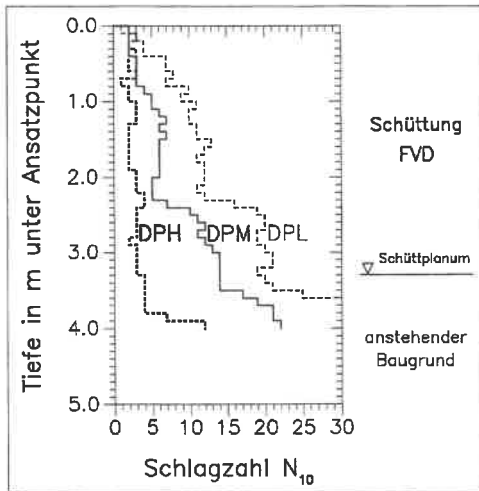 0.0
1.0
2.0
3.0
4.0
5.0
Tiefe in m unter Ansatzpunkt
DPH
DPM
DPL
0
5
10
15
20
25
30
Schlagzahl N₁₀
Schüttung
FVD
Schüttplanum
anstehender
Baugrund